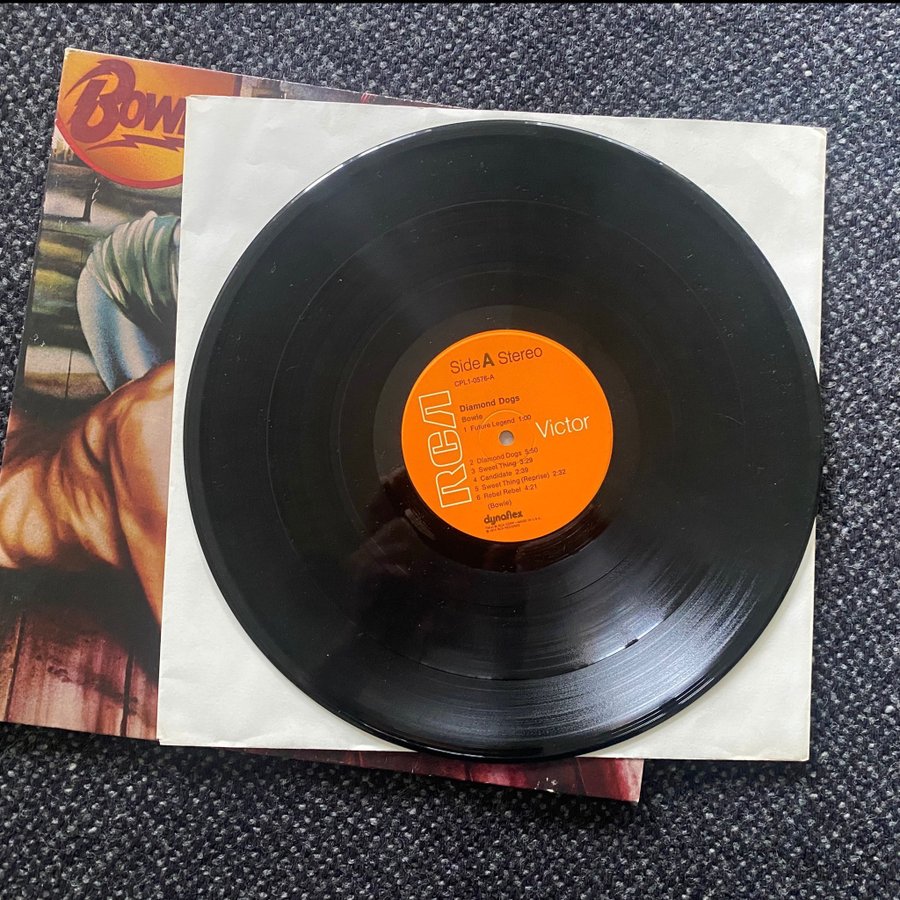 BOWI
Side A Stereo
CPL1-0576-A
Diamond Dogs
Bowie
1 Future Legend 1:00
RCA Victor
2 Diamond Dogs 5:50
3 Sweet Thing 3:29
4 Candidate 2:39
5 Sweet Thing (Reprise) 2:32
6 Rebel Rebel 4:21
(Bowie)
dynaflex